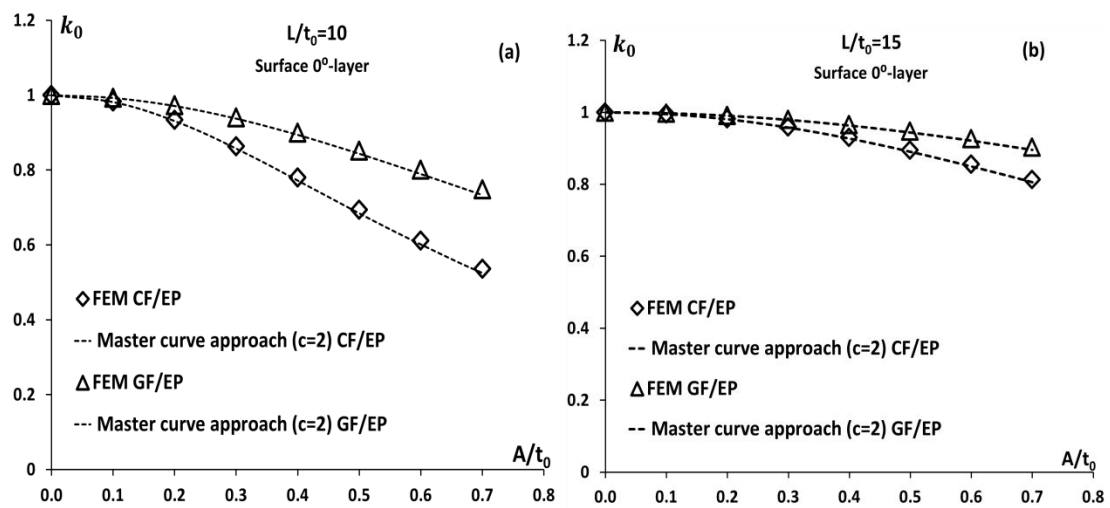 1.2
k₀
L/t₀=10
(a)
Surface 0⁰-layer
1
0.8
0.6
0.4
0.2
0
FEM CF/EP
Master curve approach (c=2) CF/EP
FEM GF/EP
Master curve approach (c=2) GF/EP
A/t₀
0.0 0.1 0.2 0.3 0.4 0.5 0.6 0.7 0.8
1.2
k₀
L/t₀=15
(b)
Surface 0⁰-layer
1
0.8
0.6
0.4
0.2
0
FEM CF/EP
Master curve approach (c=2) CF/EP
FEM GF/EP
Master curve approach (c=2) GF/EP
A/t₀
0.0 0.1 0.2 0.3 0.4 0.5 0.6 0.7 0.8